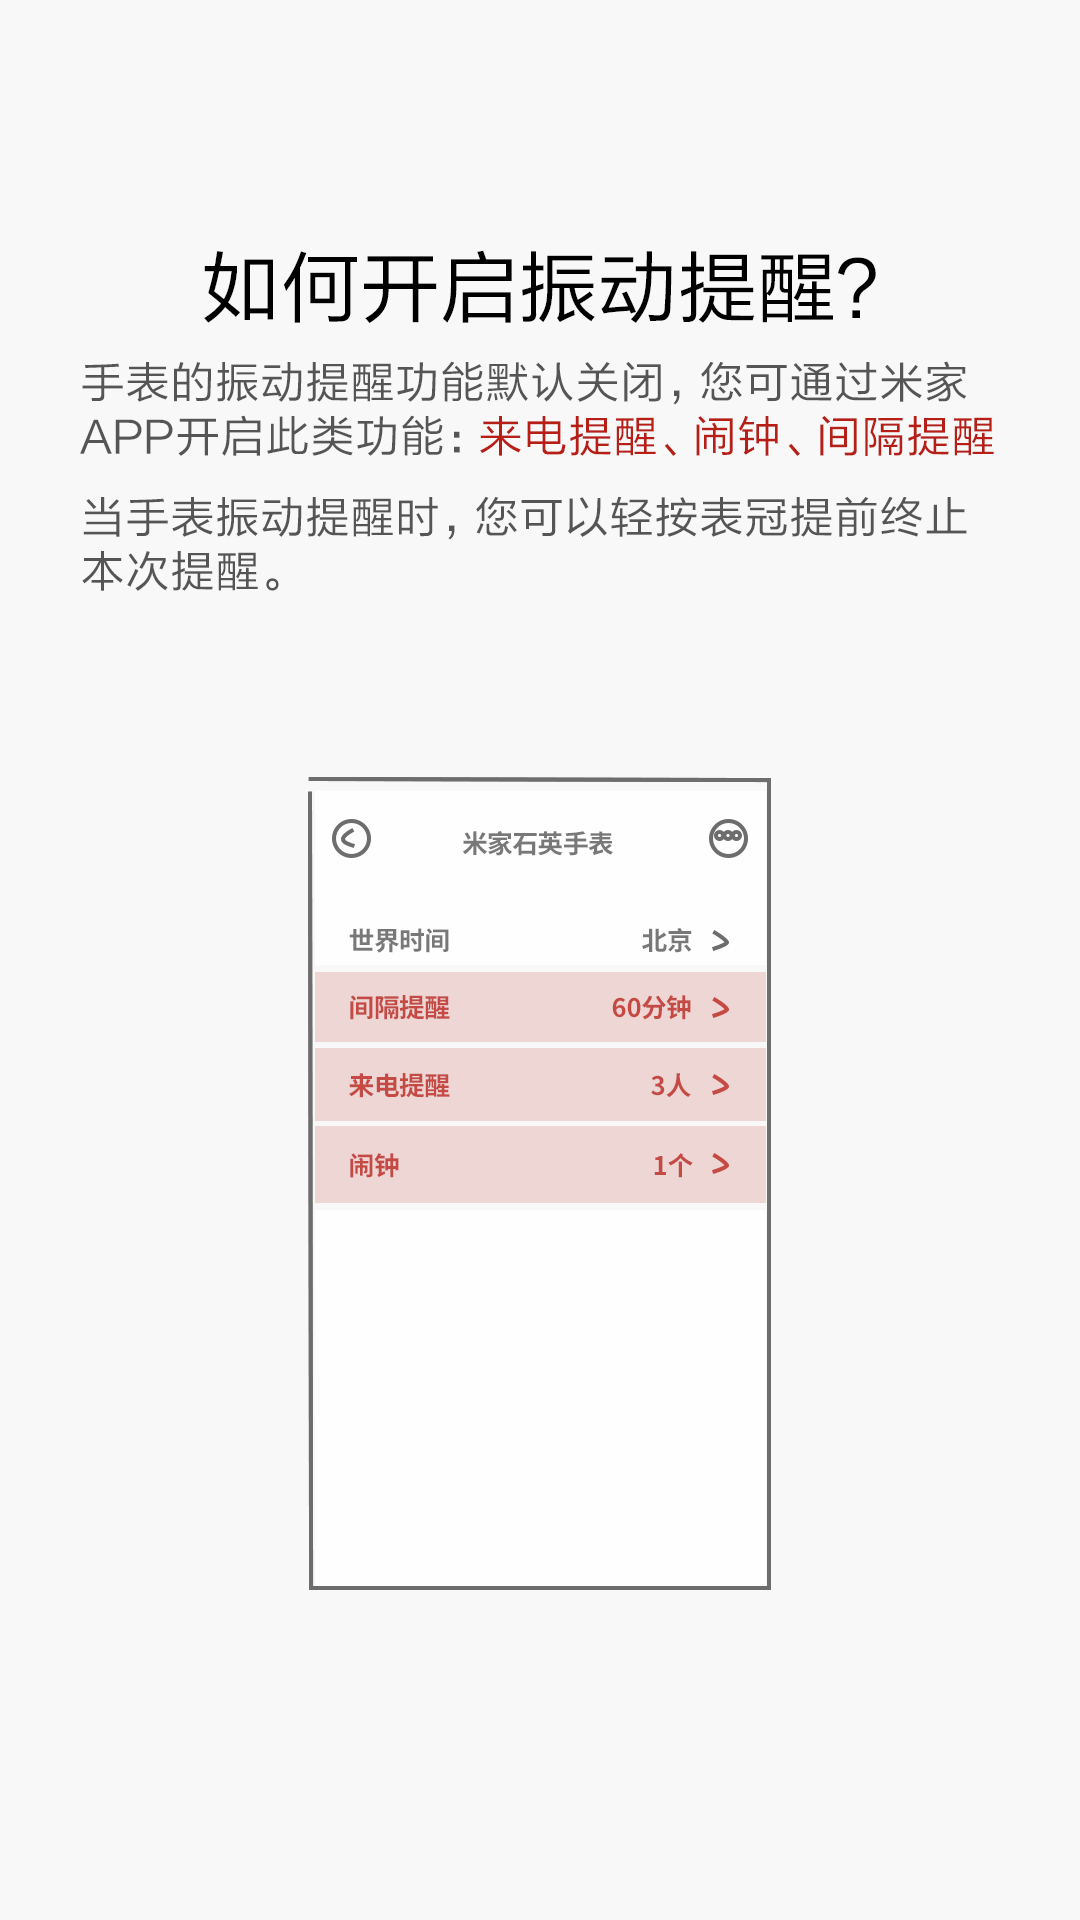 如何开启振动提醒?
手表的振动提醒功能默认关闭，您可通过米家
APP开启此类功能：来电提醒、闹钟、间隔提醒
当手表振动提醒时，您可以轻按表冠提前终止
本次提醒。
米家石英手表
世界时间 北京
间隔提醒 60分钟
来电提醒 3人
闹钟 1个